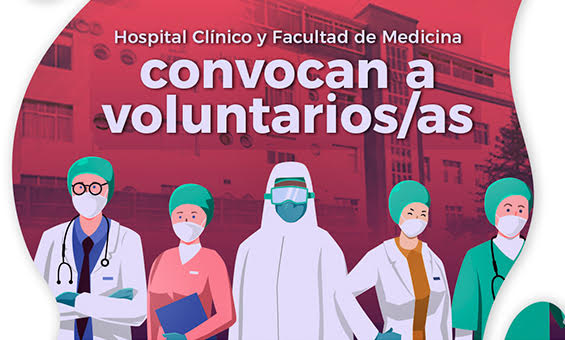 Hospital Clínico y Facultad de Medicina
convocan a
voluntarios/as